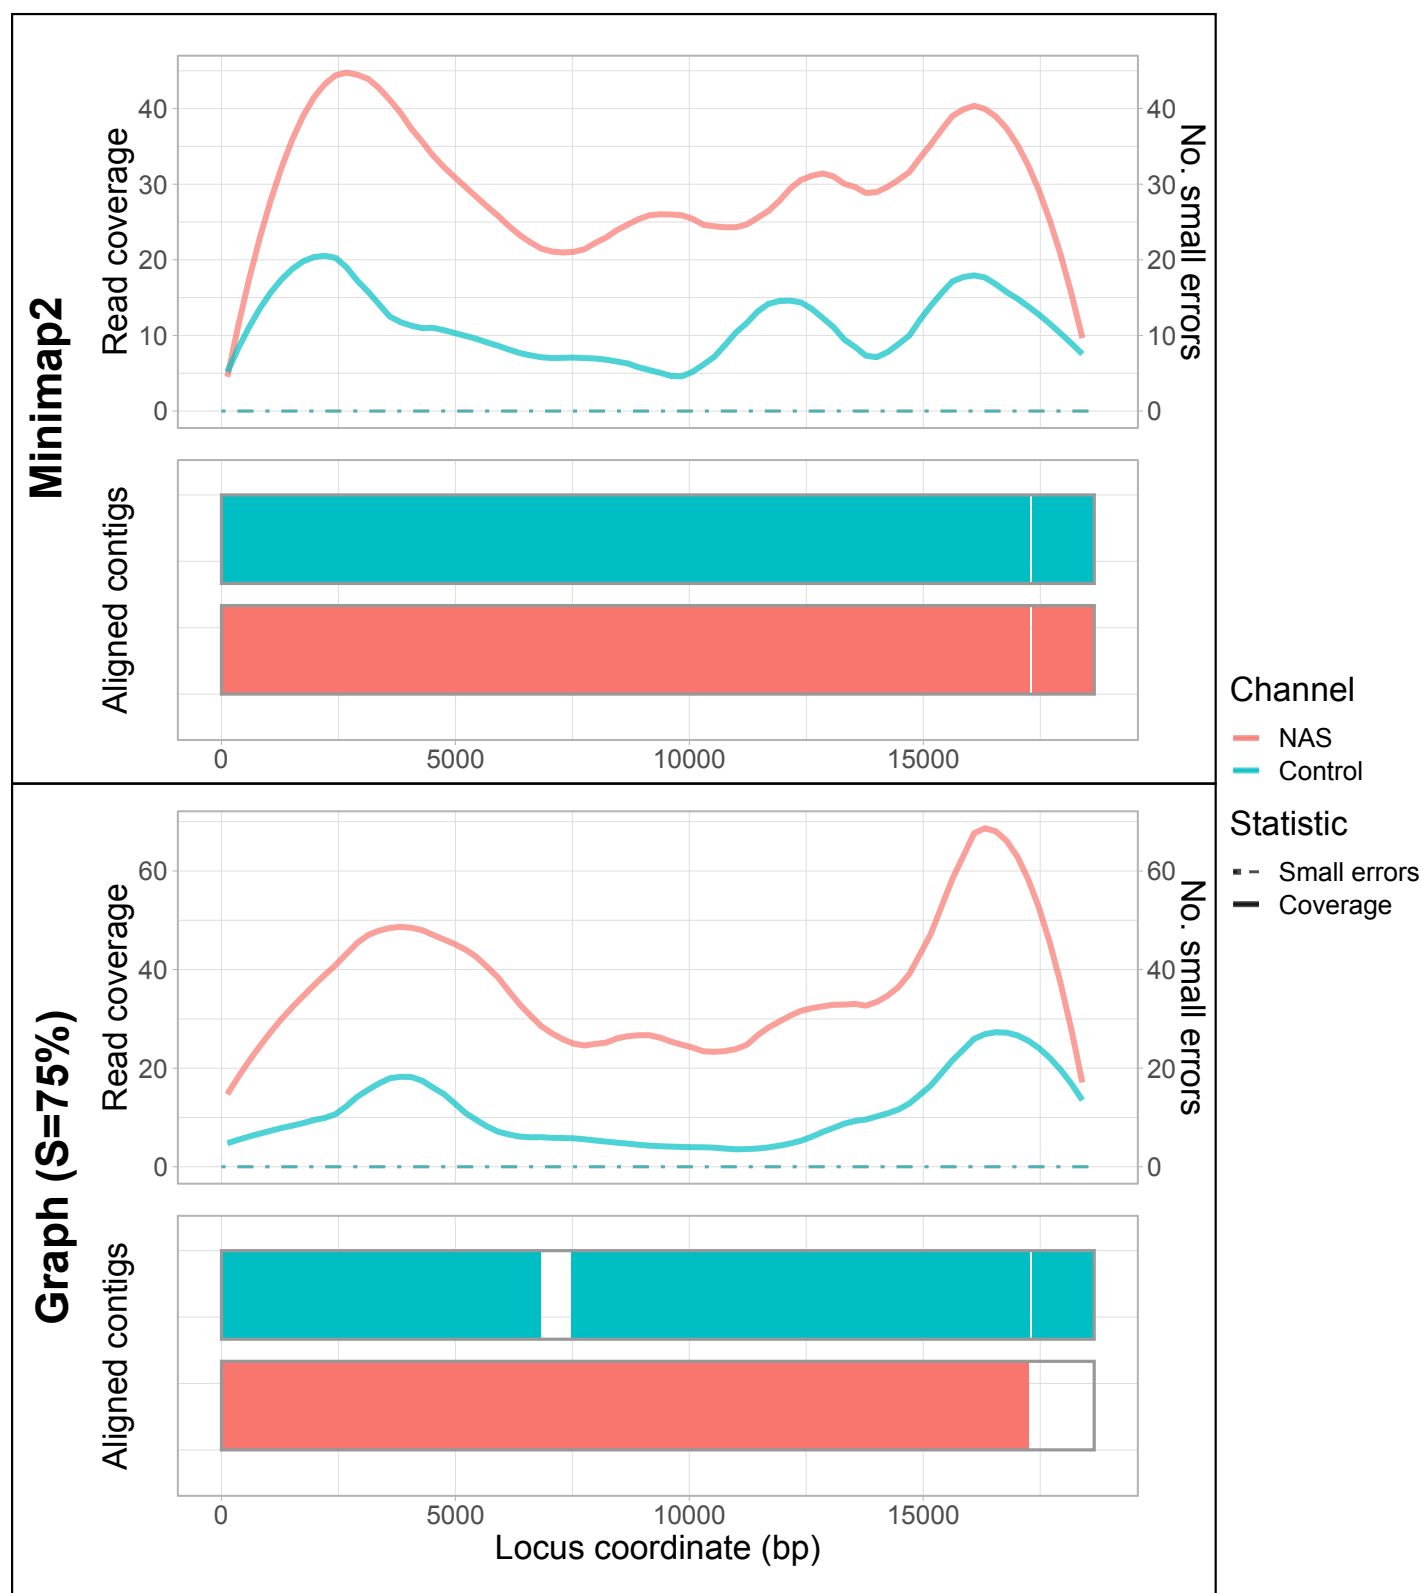 Minimap2
Read coverage
40
30
20
10
0
No. small errors
40
30
20
10
0
Aligned contigs
0 5000 10000 15000
Graph (S=75%)
Read coverage
60
40
20
0
No. small errors
60
40
20
0
Aligned contigs
0 5000 10000 15000
Locus coordinate (bp)
Channel
NAS
Control
Statistic
Small errors
Coverage